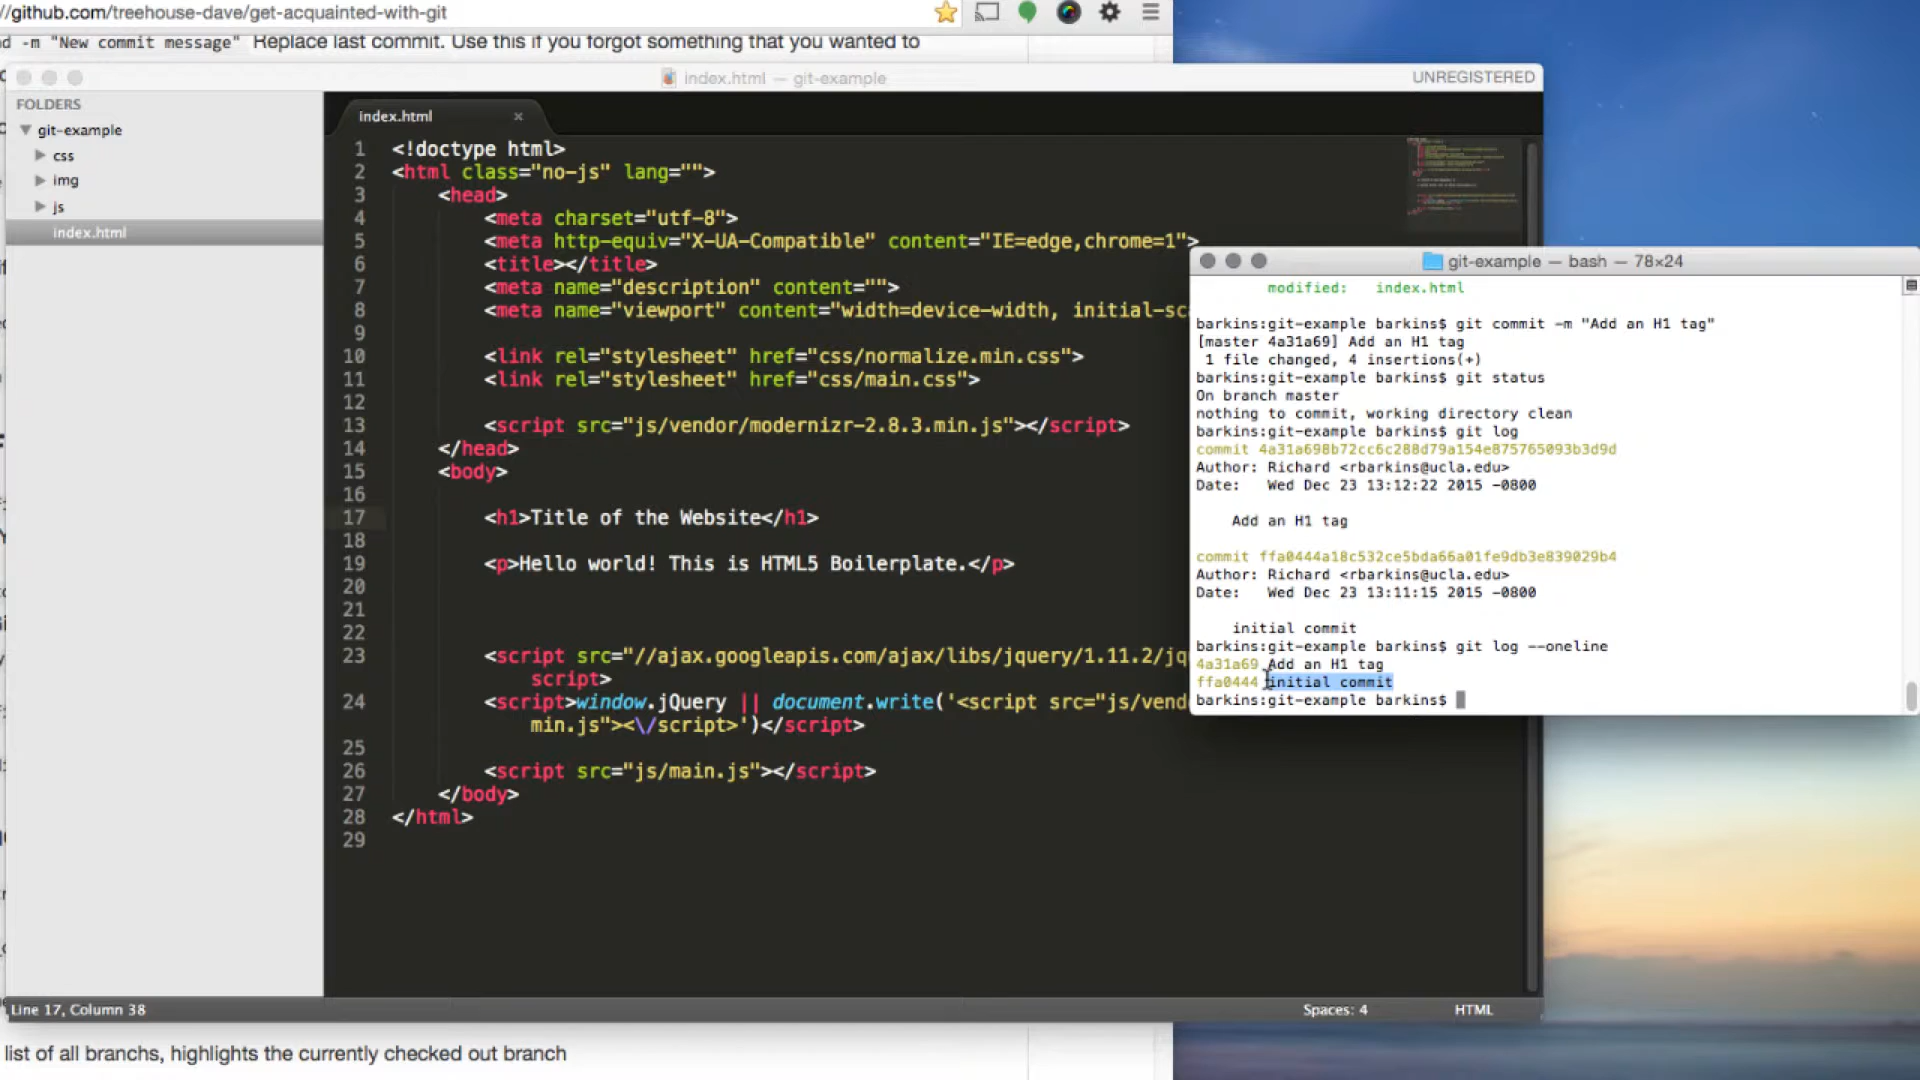 //github.com/treehouse-dave/get-acquainted-with-git
d -m "New commit message" Replace last commit. Use this if you forgot something that you wanted to
index.html — git-example
UNREGISTERED
FOLDERS
git-example
css
img
js
index.html
index.html ×
1 <!doctype html>
2 <html class="no-js" lang="">
3 <head>
4 <meta charset="utf-8">
5 <meta http-equiv="X-UA-Compatible" content="IE=edge,chrome=1">
6 <title></title>
7 <meta name="description" content="">
8 <meta name="viewport" content="width=device-width, initial-sc
9
10 <link rel="stylesheet" href="css/normalize.min.css">
11 <link rel="stylesheet" href="css/main.css">
12
13 <script src="js/vendor/modernizr-2.8.3.min.js"></script>
14 </head>
15 <body>
16
17 <h1>Title of the Website</h1>
18
19 <p>Hello world! This is HTML5 Boilerplate.</p>
20
21
22
23 <script src="//ajax.googleapis.com/ajax/libs/jquery/1.11.2/jq
script>
24 <script>window.jQuery || document.write('<script src="js/vend
min.js"><\/script>')</script>
25
26 <script src="js/main.js"></script>
27 </body>
28 </html>
29
Line 17, Column 38
Spaces: 4
HTML
git-example — bash — 78×24
modified: index.html
barkins:git-example barkins$ git commit -m "Add an H1 tag"
[master 4a31a69] Add an H1 tag
1 file changed, 4 insertions(+)
barkins:git-example barkins$ git status
On branch master
nothing to commit, working directory clean
barkins:git-example barkins$ git log
commit 4a31a698b72cc6c288d79a154e875765093b3d9d
Author: Richard <rbarkins@ucla.edu>
Date: Wed Dec 23 13:12:22 2015 -0800
Add an H1 tag
commit ffa0444a18c532ce5bda66a01fe9db3e839029b4
Author: Richard <rbarkins@ucla.edu>
Date: Wed Dec 23 13:11:15 2015 -0800
initial commit
barkins:git-example barkins$ git log --oneline
4a31a69 Add an H1 tag
ffa0444 initial commit
barkins:git-example barkins$
list of all branchs, highlights the currently checked out branch